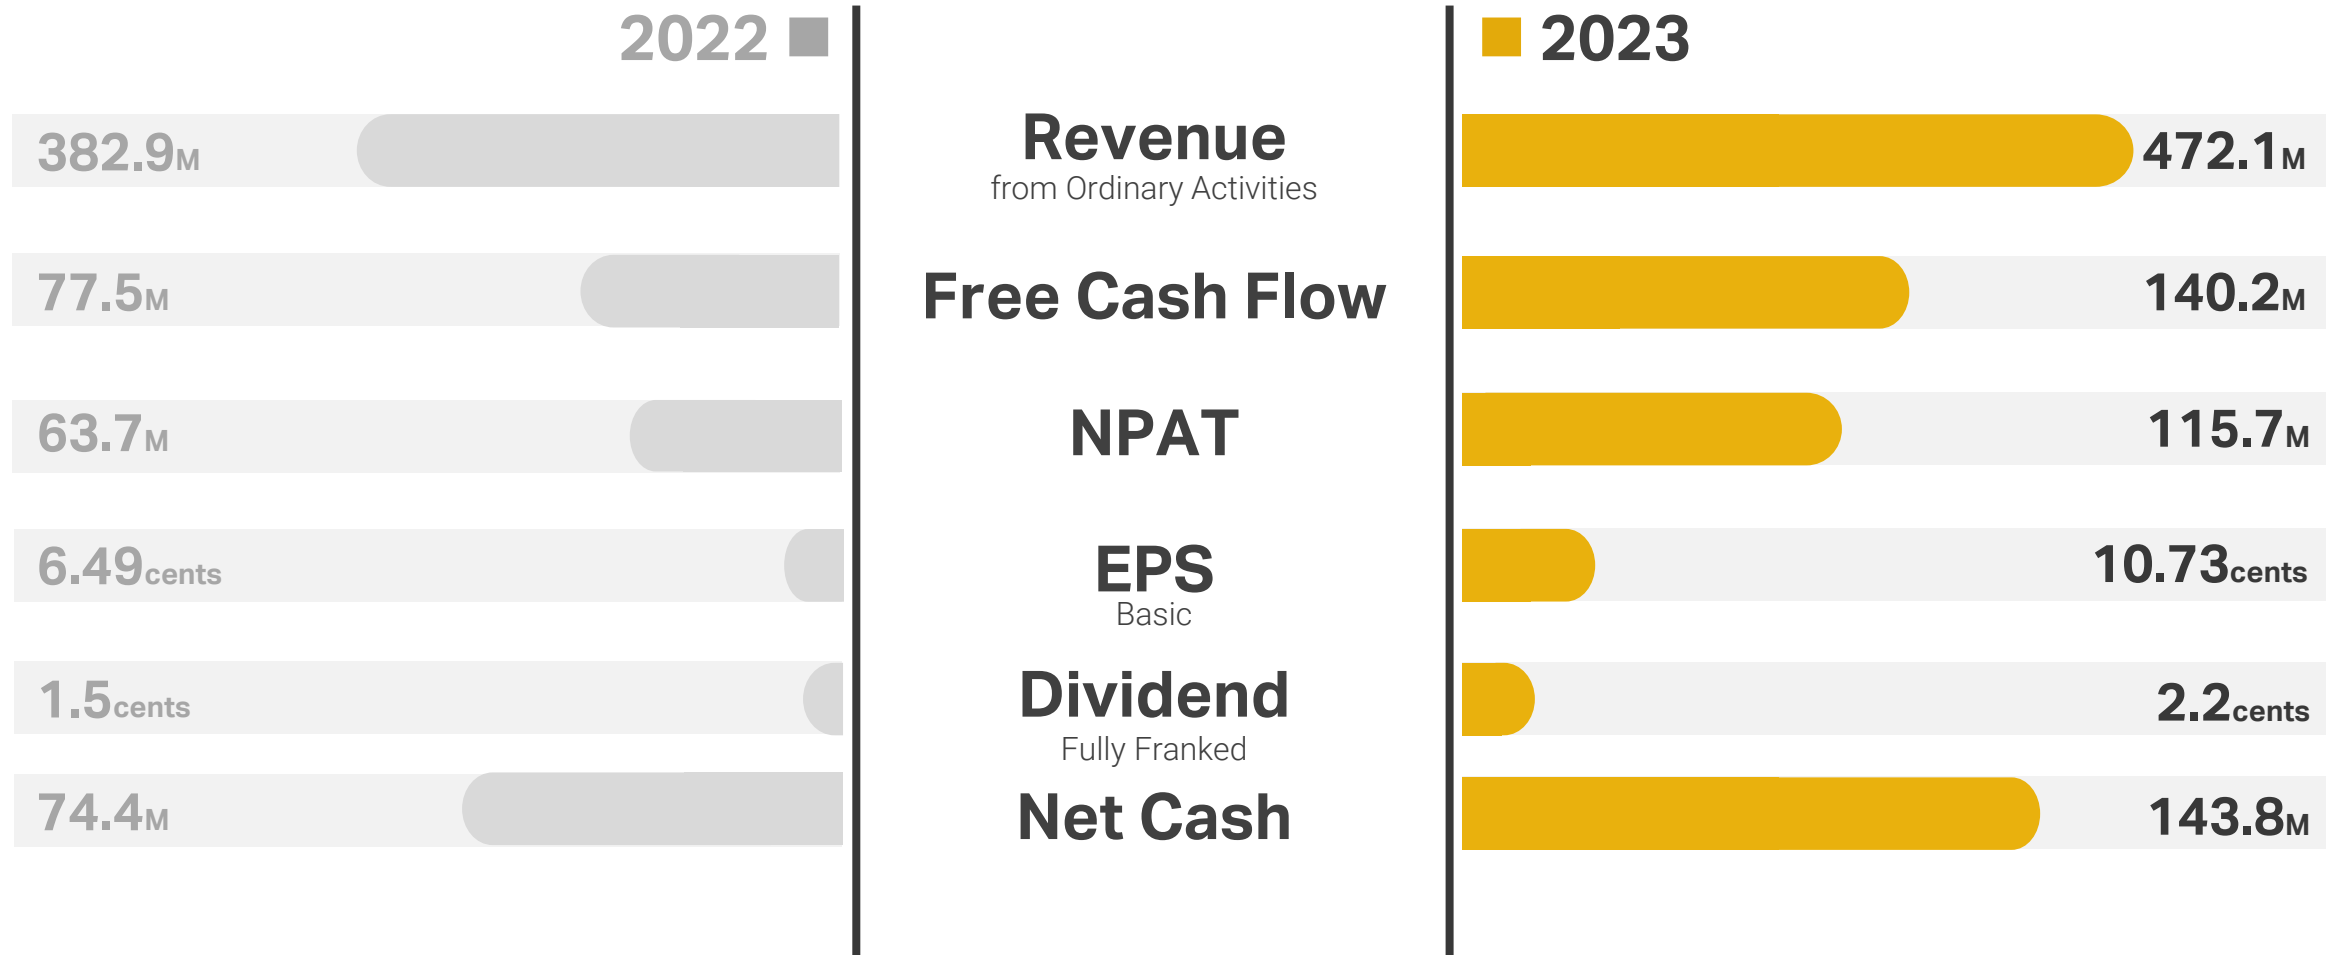 2022
2023
382.9M
Revenue
from Ordinary Activities
472.1M
77.5M
Free Cash Flow
140.2M
63.7M
NPAT
115.7M
6.49cents
EPS
Basic
10.73cents
1.5cents
Dividend
Fully Franked
2.2cents
74.4M
Net Cash
143.8M